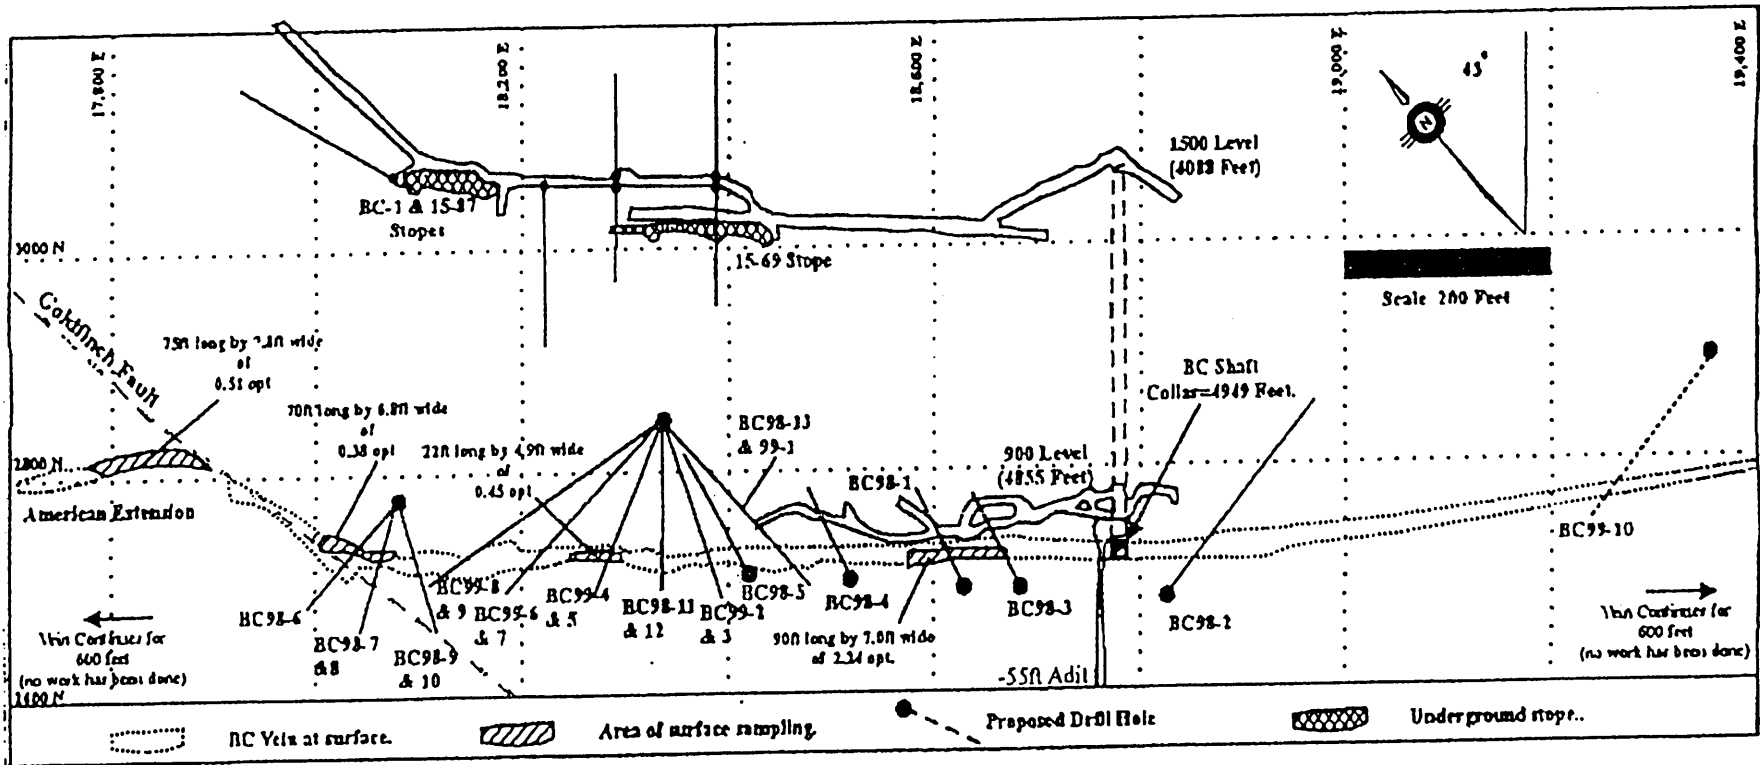 17,800 E
18,200 E
18,600 E
19,000 E
19,400 E
43°
N
1500 Level
(4088 Feet)
BC-1 & 15-87
Stopes
3000 N
15-69 Stope
Scale 200 Feet
75ft long by wide
of
0.51 opt
Fault
70ft long by 6.8ft wide
of
0.38 opt
22ft long by 4.9ft wide
of
0.45 opt
BC98-13
& 99-1
BC Shaft
Collar=4949 Feet.
2800 N
900 Level
(4855 Feet)
BC98-1
American Extension
BC99-10
BC98-6
BC98-7
&8
BC98-9
& 10
BC99-8
& 9
BC99-6
& 7
BC99-4
& 5
BC98-11
& 12
BC99-2
& 3
BC98-5
BC98-4
BC98-3
BC98-2
90ft long by 7.0ft wide
of 2.24 opt.
-55ft Adit
Vein Continues for
600 feet
(no work has been done)
Vein Continues for
600 feet
(no work has been done)
BC Vein at surface.
Area of surface sampling.
Proposed Drill Hole
Underground stope..